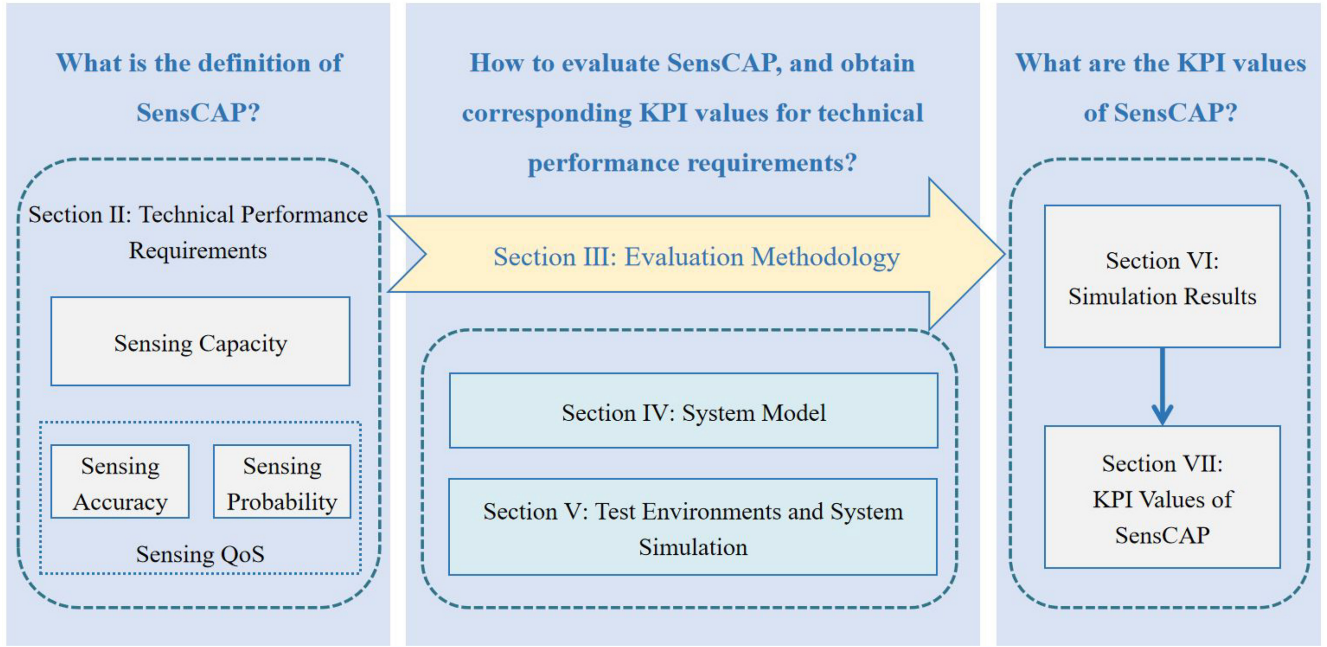 What is the definition of
SensCAP?
Section II: Technical Performance
Requirements
Sensing Capacity
Sensing
Accuracy
Sensing
Probability
Sensing QoS
How to evaluate SensCAP, and obtain
corresponding KPI values for technical
performance requirements?
Section III: Evaluation Methodology
Section IV: System Model
Section V: Test Environments and System
Simulation
What are the KPI values
of SensCAP?
Section VI:
Simulation Results
Section VII:
KPI Values of
SensCAP